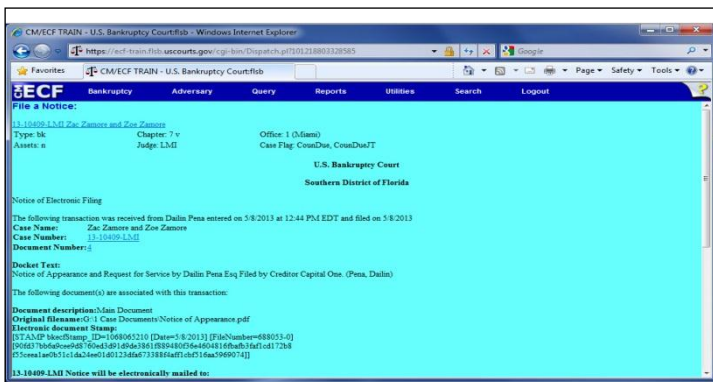 CM/ECF TRAIN - U.S. Bankruptcy Court:flsb - Windows Internet Explorer
https://ecf-train.flsb.uscourts.gov/cgi-bin/Dispatch.pl?101218803328585
Google
Favorites CM/ECF TRAIN - U.S. Bankruptcy Court:flsb Page Safety Tools
ECF Bankruptcy Adversary Query Reports Utilities Search Logout ?
File a Notice:
13-10409-LMI Zac Zamore and Zoe Zamore
Type: bk Chapter: 7 v Office: 1 (Miami)
Assets: n Judge: LMI Case Flag: CounDue, CounDueJT
U.S. Bankruptcy Court
Southern District of Florida
Notice of Electronic Filing
The following transaction was received from Dailin Pena entered on 5/8/2013 at 12:44 PM EDT and filed on 5/8/2013
Case Name: Zac Zamore and Zoe Zamore
Case Number: 13-10409-LMI
Document Number: 4
Docket Text:
Notice of Appearance and Request for Service by Dailin Pena Esq Filed by Creditor Capital One. (Pena, Dailin)
The following document(s) are associated with this transaction:
Document description:Main Document
Original filename:G:\1 Case Documents\Notice of Appearance.pdf
Electronic document Stamp:
[STAMP bkecfStamp_ID=1068065210 [Date=5/8/2013] [FileNumber=688053-0]
13-10409-LMI Notice will be electronically mailed to: